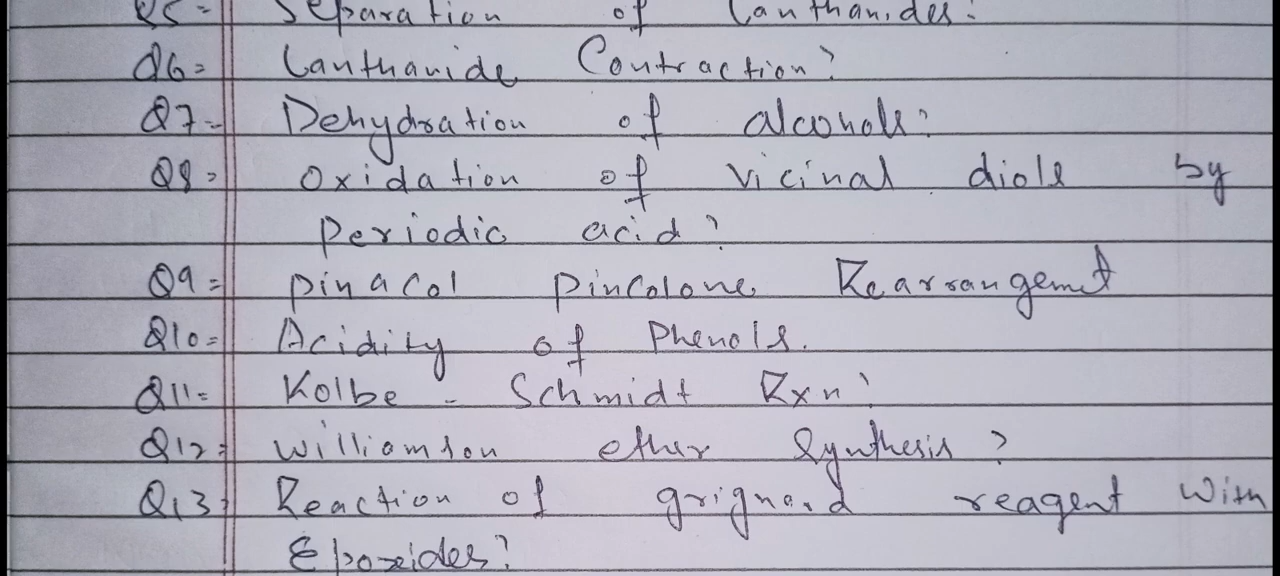 Q5= Separation of Lanthanides?
Q6= Lanthanide Contraction?
Q7= Dehydration of alcohols?
Q8= Oxidation of vicinal diols by
Periodic acid?
Q9= Pinacol Pincolone Rearrangemet
Q10= Acidity of Phenols.
Q11= Kolbe - Schmidt Rxn?
Q12= Williamson ether Synthesis?
Q13= Reaction of grignard reagent with
Epoxides?